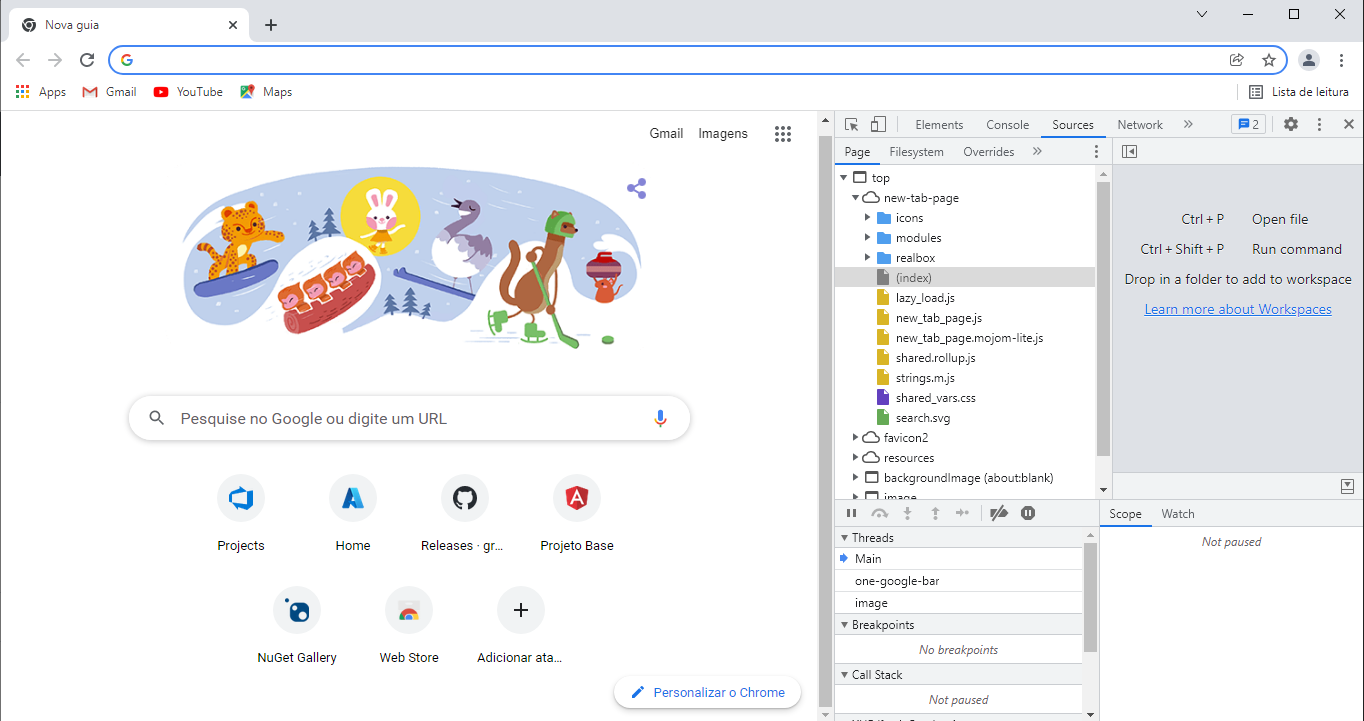 Nova guia
Apps Gmail YouTube Maps Lista de leitura
Gmail Imagens
Pesquise no Google ou digite um URL
Projects Home Releases · gr... Projeto Base
NuGet Gallery Web Store Adicionar ata...
Personalizar o Chrome
Elements Console Sources Network » 2
Page Filesystem Overrides »
top
new-tab-page
icons
modules
realbox
(index)
lazy_load.js
new_tab_page.js
new_tab_page.mojom-lite.js
shared.rollup.js
strings.m.js
shared_vars.css
search.svg
favicon2
resources
backgroundImage (about:blank)
image
Ctrl + P Open file
Ctrl + Shift + P Run command
Drop in a folder to add to workspace
Learn more about Workspaces
Threads
Main
one-google-bar
image
Breakpoints
No breakpoints
Call Stack
Not paused
Scope Watch
Not paused